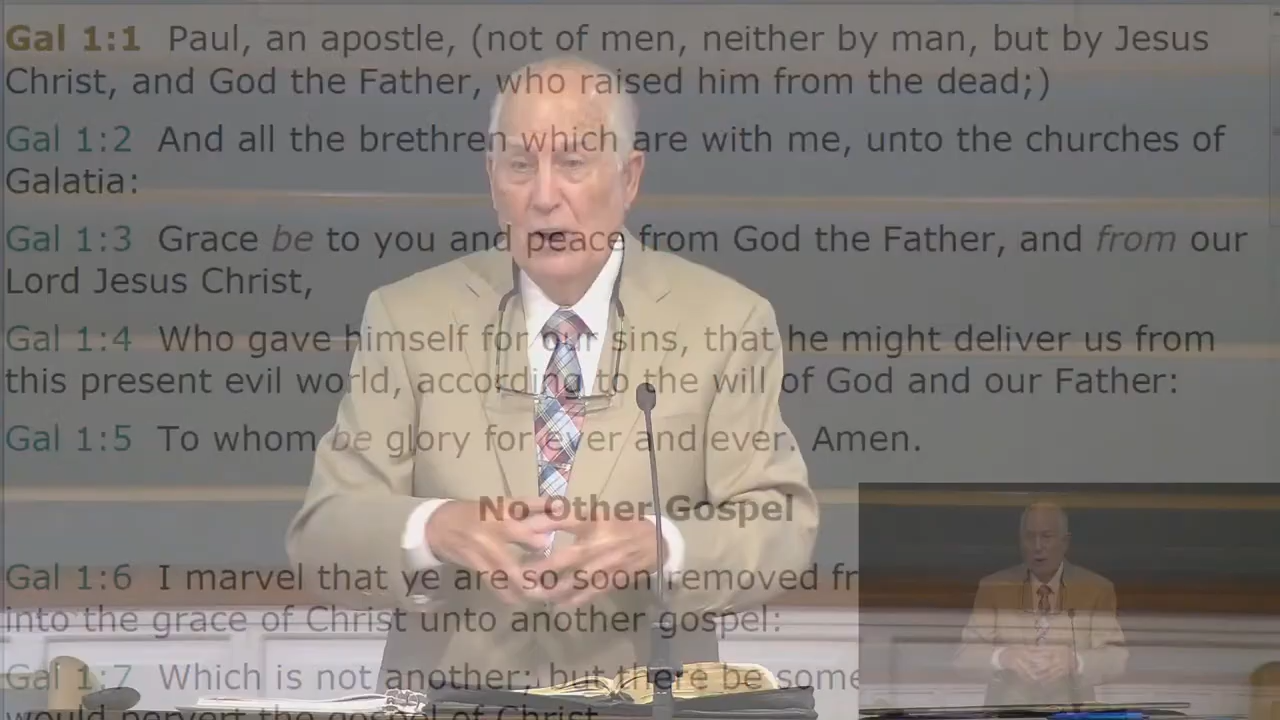 Gal 1:1 Paul, an apostle, (not of men, neither by man, but by Jesus
Christ, and God the Father, who raised him from the dead;)
Gal 1:2 And all the brethren which are with me, unto the churches of
Galatia:
Gal 1:3 Grace be to you and peace from God the Father, and from our
Lord Jesus Christ,
Gal 1:4 Who gave himself for our sins, that he might deliver us from
this present evil world, according to the will of God and our Father:
Gal 1:5 To whom be glory for ever and ever. Amen.
No Other Gospel
Gal 1:6 I marvel that ye are so soon removed fr
into the grace of Christ unto another gospel:
Gal 1:7 Which is not another; but there be some
would pervert the gospel of Christ.